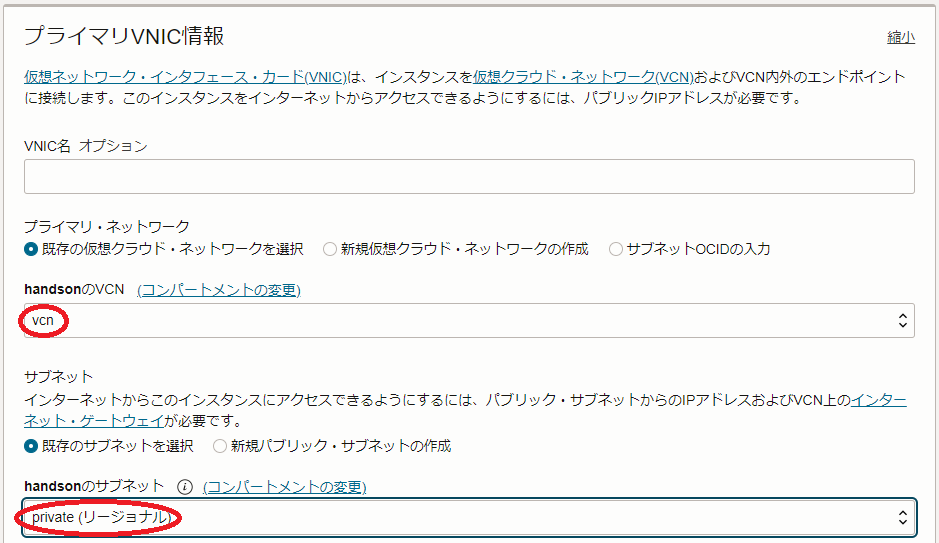 プライマリVNIC情報
縮小
仮想ネットワーク・インタフェース・カード(VNIC)は、インスタンスを仮想クラウド・ネットワーク(VCN)およびVCN内外のエンドポイント
に接続します。このインスタンスをインターネットからアクセスできるようにするには、パブリックIPアドレスが必要です。
VNIC名 オプション
プライマリ・ネットワーク
既存の仮想クラウド・ネットワークを選択 新規仮想クラウド・ネットワークの作成 サブネットOCIDの入力
handsonのVCN (コンパートメントの変更)
vcn
サブネット
インターネットからこのインスタンスにアクセスできるようにするには、パブリック・サブネットからのIPアドレスおよびVCN上のインター
ネット・ゲートウェイが必要です。
既存のサブネットを選択 新規パブリック・サブネットの作成
handsonのサブネット (コンパートメントの変更)
private (リージョナル)